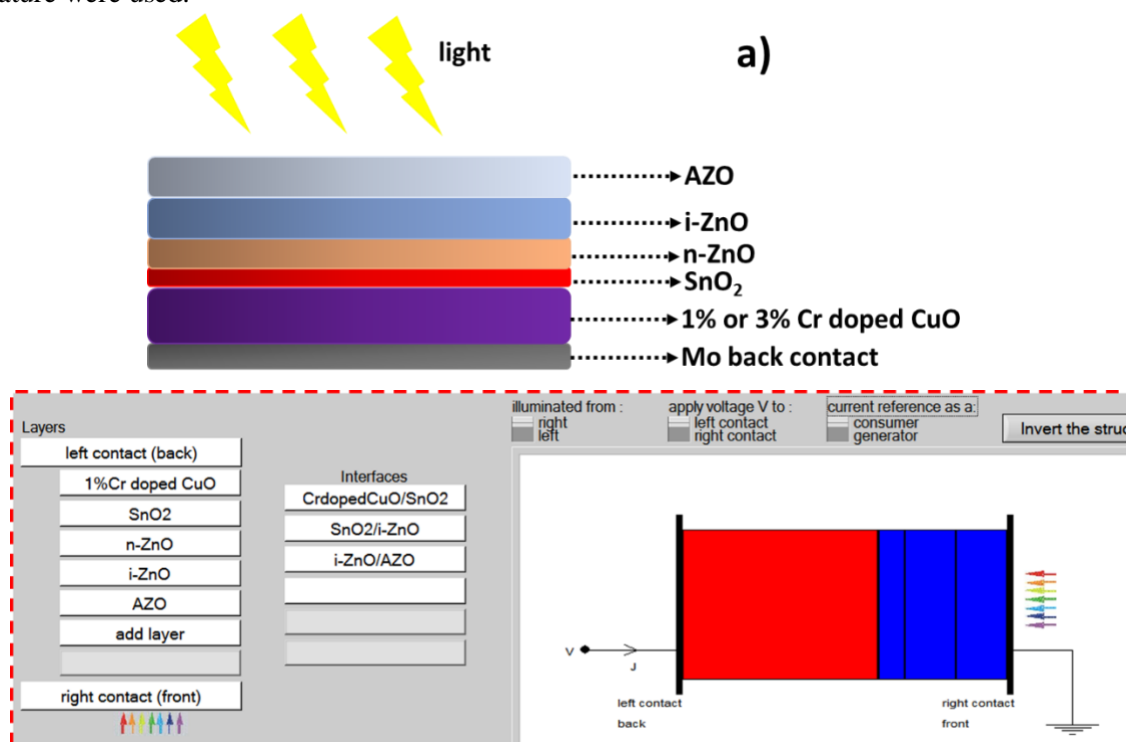 ature were used.
light
a)
AZO
i-ZnO
n-ZnO
SnO₂
1% or 3% Cr doped CuO
Mo back contact
Layers
left contact (back)
1%Cr doped CuO
SnO2
n-ZnO
i-ZnO
AZO
add layer
right contact (front)
Interfaces
CrdopedCuO/SnO2
SnO2/i-ZnO
i-ZnO/AZO
illuminated from :
right
left
apply voltage V to :
left contact
right contact
current reference as a:
consumer
generator
Invert the struc
V
J
left contact
back
right contact
front